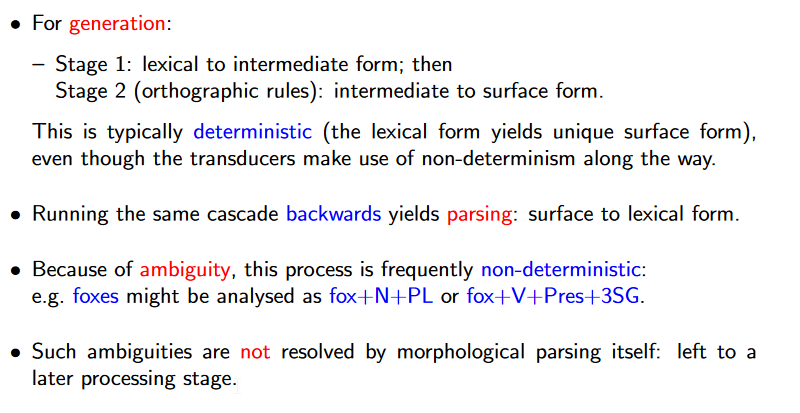 • For generation:
– Stage 1: lexical to intermediate form; then
Stage 2 (orthographic rules): intermediate to surface form.
This is typically deterministic (the lexical form yields unique surface form),
even though the transducers make use of non-determinism along the way.
• Running the same cascade backwards yields parsing: surface to lexical form.
• Because of ambiguity, this process is frequently non-deterministic:
e.g. foxes might be analysed as fox+N+PL or fox+V+Pres+3SG.
• Such ambiguities are not resolved by morphological parsing itself: left to a
later processing stage.